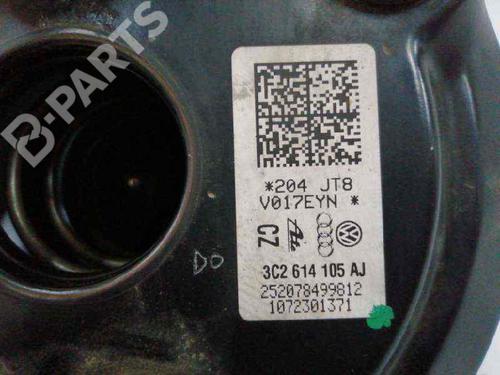 B-PARTS
*204 JT8
V017EYN *
CZ
3C2 614 105 AJ
252078499812
1072301371
DO